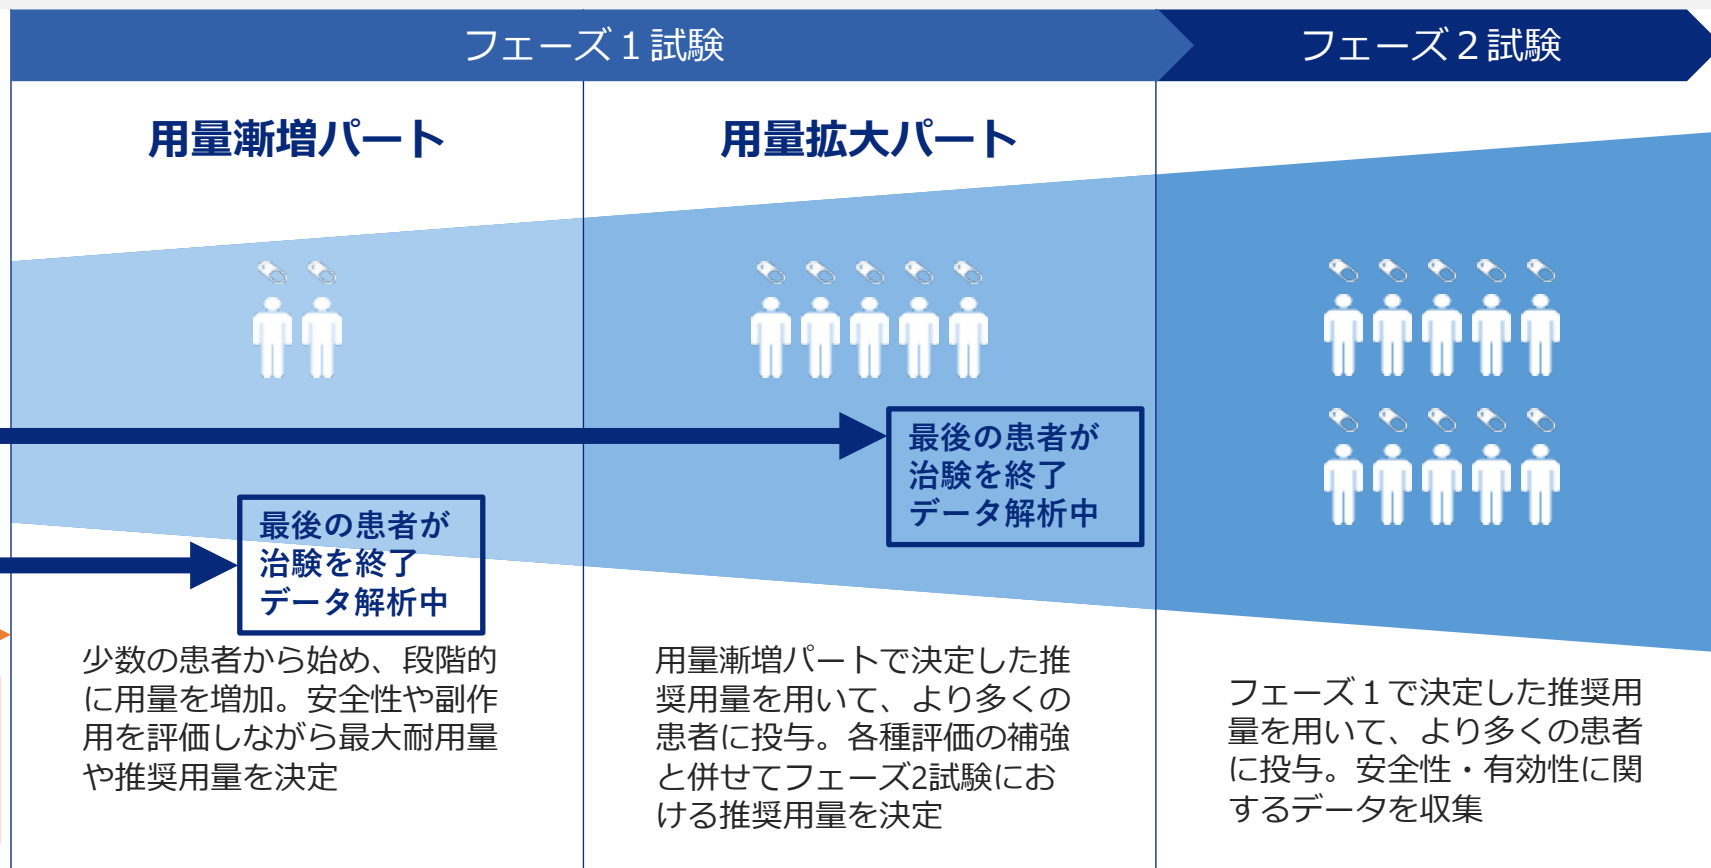 フェーズ１試験
フェーズ２試験
用量漸増パート
用量拡大パート
最後の患者が
治験を終了
データ解析中
最後の患者が
治験を終了
データ解析中
少数の患者から始め、段階的
に用量を増加。安全性や副作
用を評価しながら最大耐用量
や推奨用量を決定
用量漸増パートで決定した推
奨用量を用いて、より多くの
患者に投与。各種評価の補強
と併せてフェーズ2試験にお
ける推奨用量を決定
フェーズ１で決定した推奨用
量を用いて、より多くの患者
に投与。安全性・有効性に関
するデータを収集